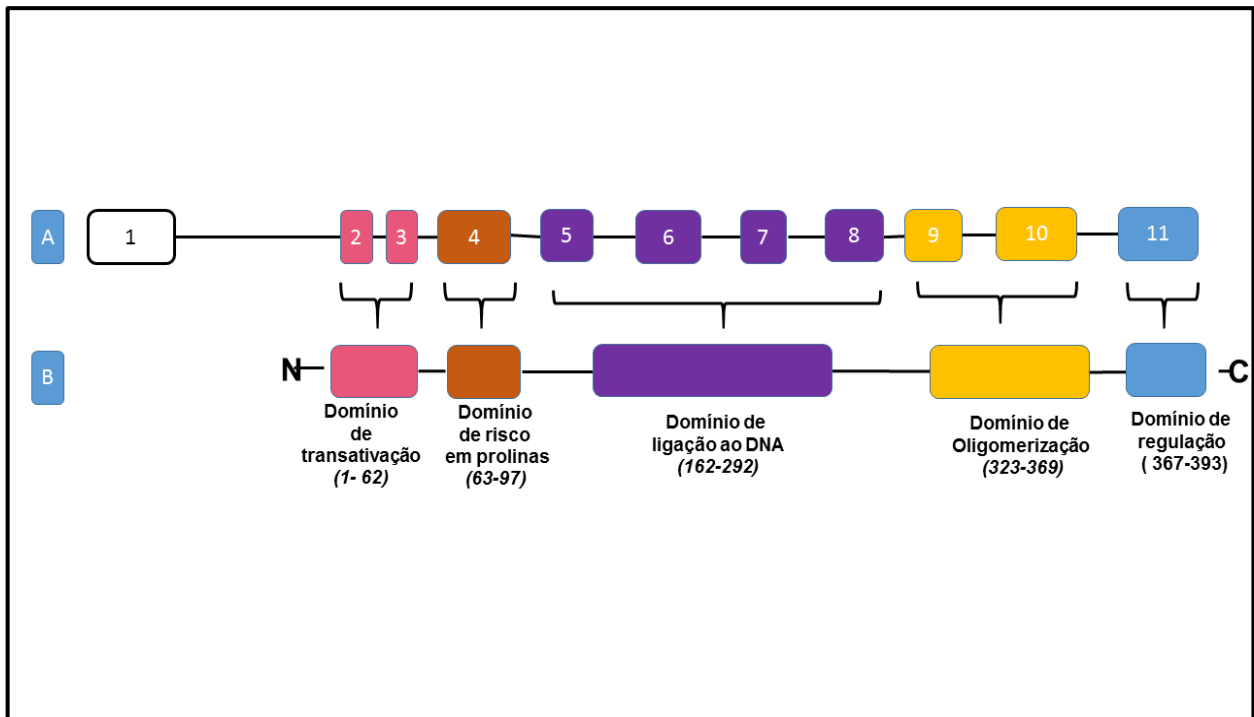 A
1
2
3
4
5
6
7
8
9
10
11
B
N
C
Domínio
de
transativação
(1- 62)
Domínio
de risco
em prolinas
(63-97)
Domínio de
ligação ao DNA
(162-292)
Domínio de
Oligomerização
(323-369)
Domínio de
regulação
( 367-393)